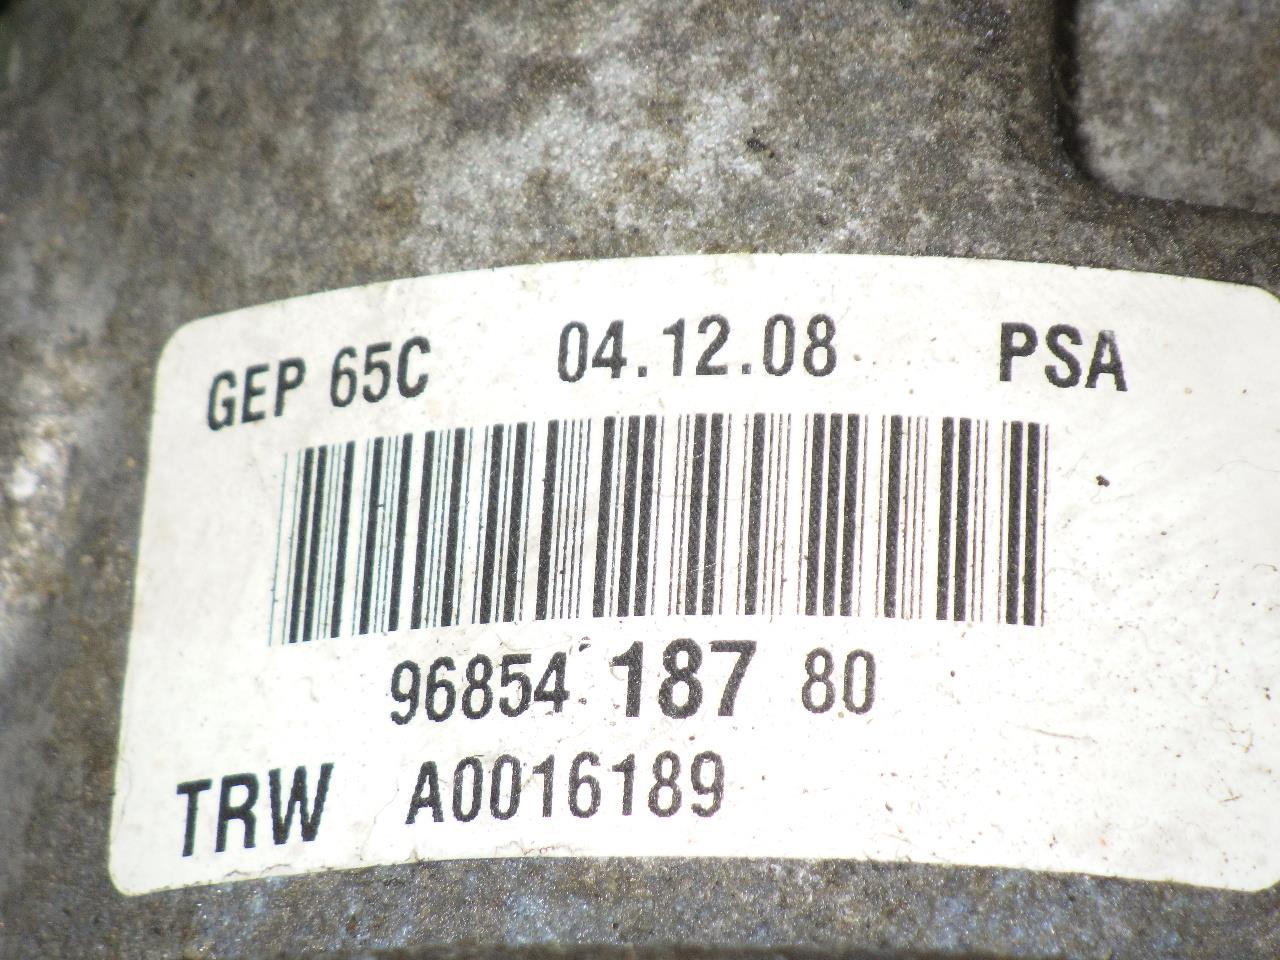 GEP 65C 04.12.08 PSA
96854 187 80
TRW A0016189